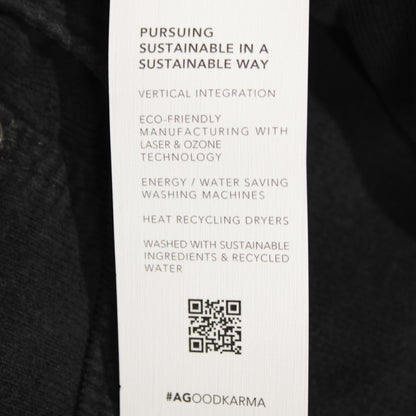 PURSUING
SUSTAINABLE IN A
SUSTAINABLE WAY
VERTICAL INTEGRATION
ECO-FRIENDLY
MANUFACTURING WITH
LASER & OZONE
TECHNOLOGY
ENERGY / WATER SAVING
WASHING MACHINES
HEAT RECYCLING DRYERS
WASHED WITH SUSTAINABLE
INGREDIENTS & RECYCLED
WATER
#AGOODKARMA